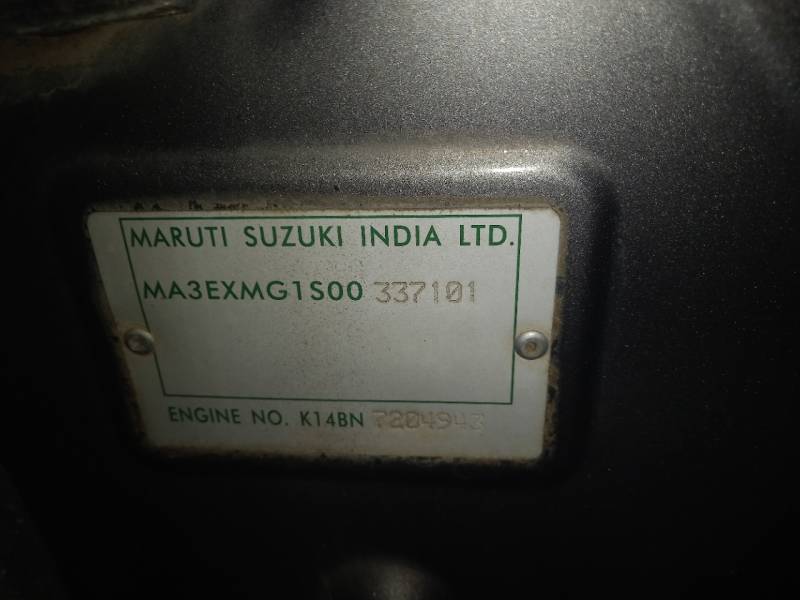 MARUTI SUZUKI INDIA LTD.
MA3EXMG1S00 337101
ENGINE NO. K14BN 7204943